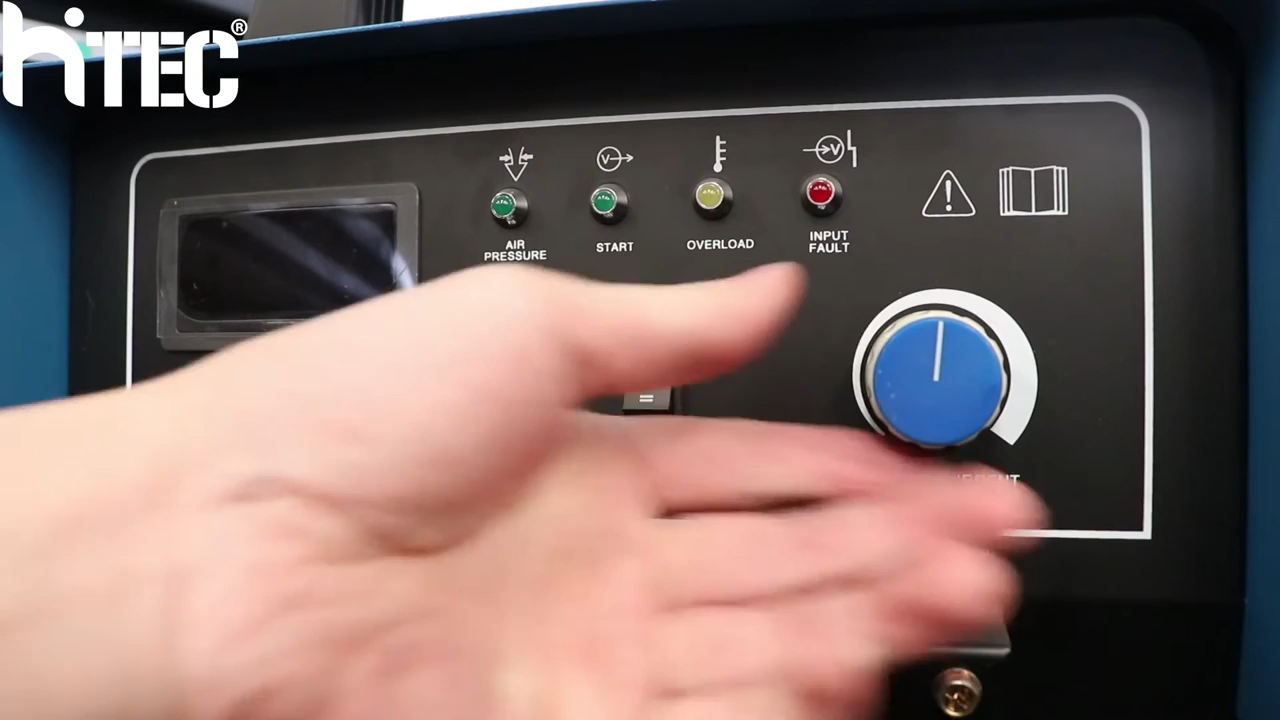 hiTEC®
AIR
PRESSURE
START
OVERLOAD
INPUT
FAULT